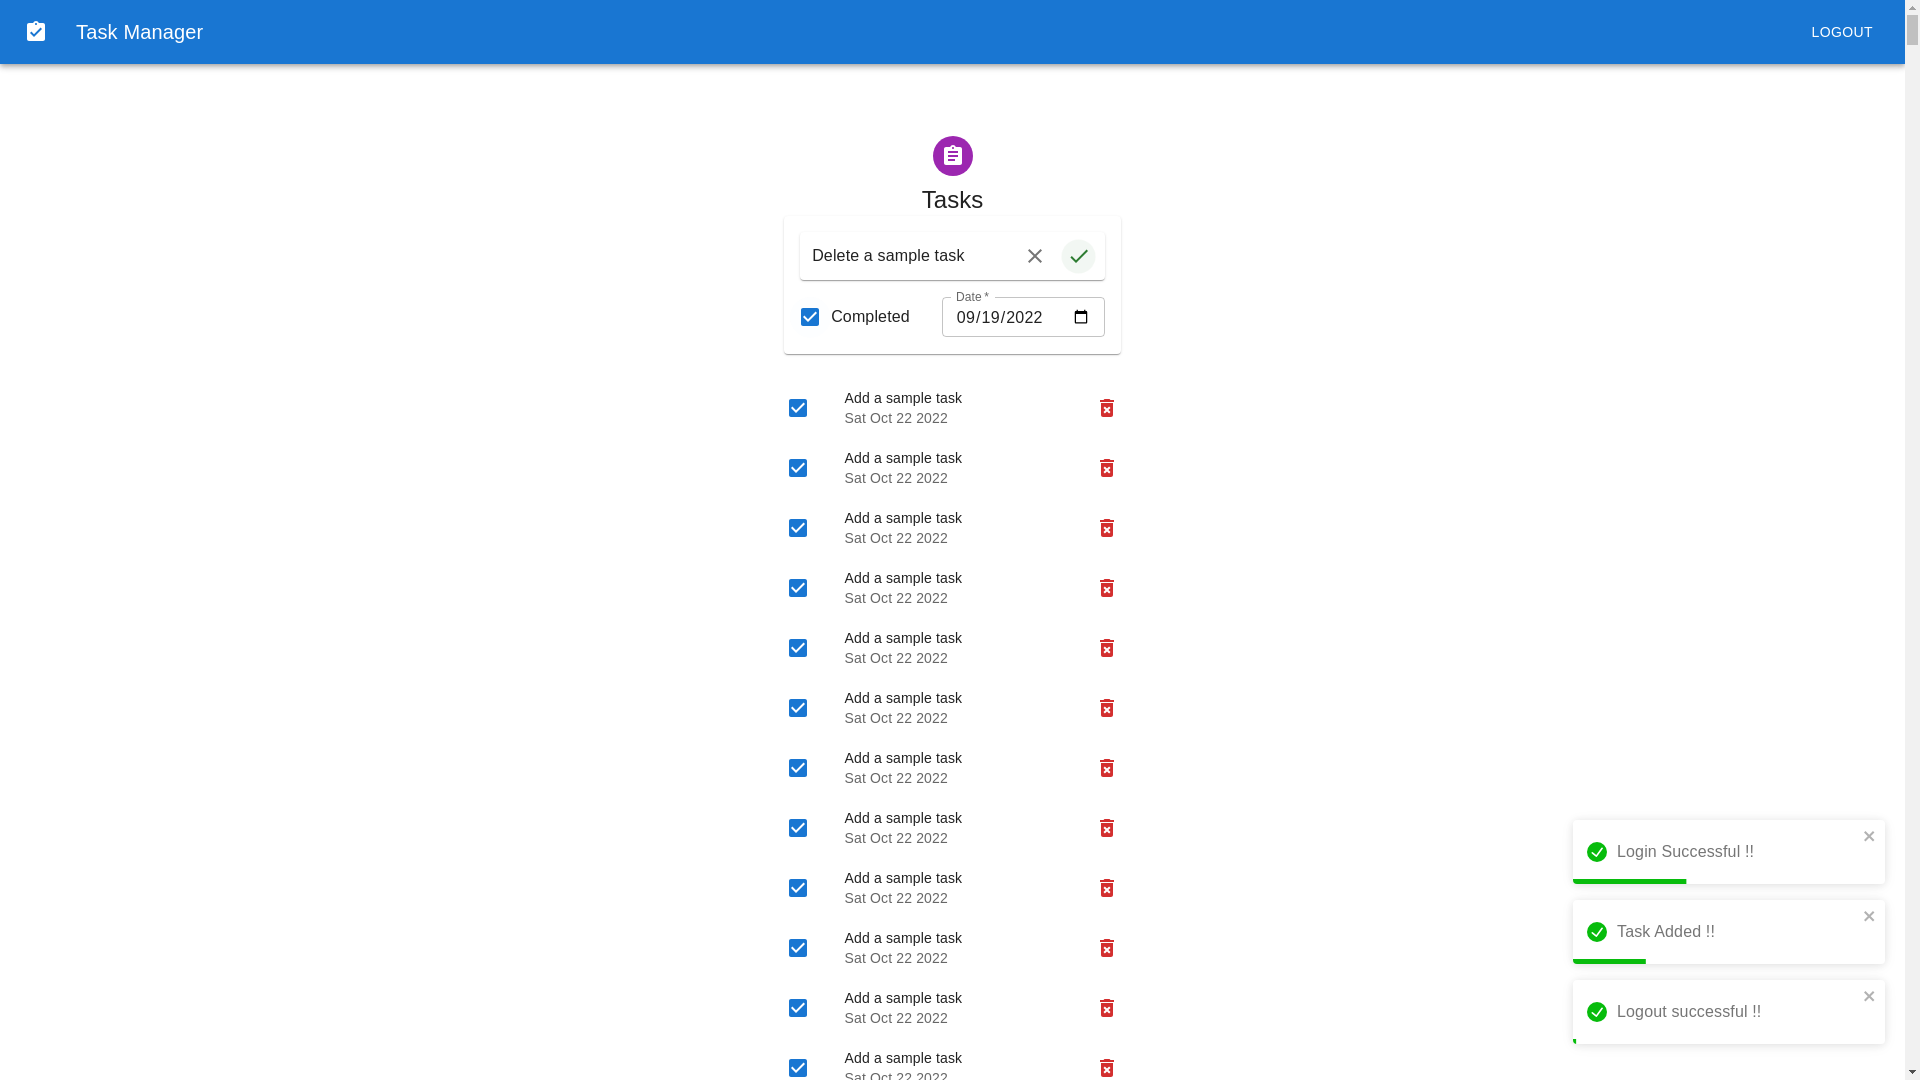 Task Manager
LOGOUT
Tasks
Delete a sample task
Completed
Date *
09/19/2022
Add a sample task
Sat Oct 22 2022
Add a sample task
Sat Oct 22 2022
Add a sample task
Sat Oct 22 2022
Add a sample task
Sat Oct 22 2022
Add a sample task
Sat Oct 22 2022
Add a sample task
Sat Oct 22 2022
Add a sample task
Sat Oct 22 2022
Add a sample task
Sat Oct 22 2022
Add a sample task
Sat Oct 22 2022
Add a sample task
Sat Oct 22 2022
Add a sample task
Sat Oct 22 2022
Add a sample task
Sat Oct 22 2022
Login Successful !!
Task Added !!
Logout successful !!